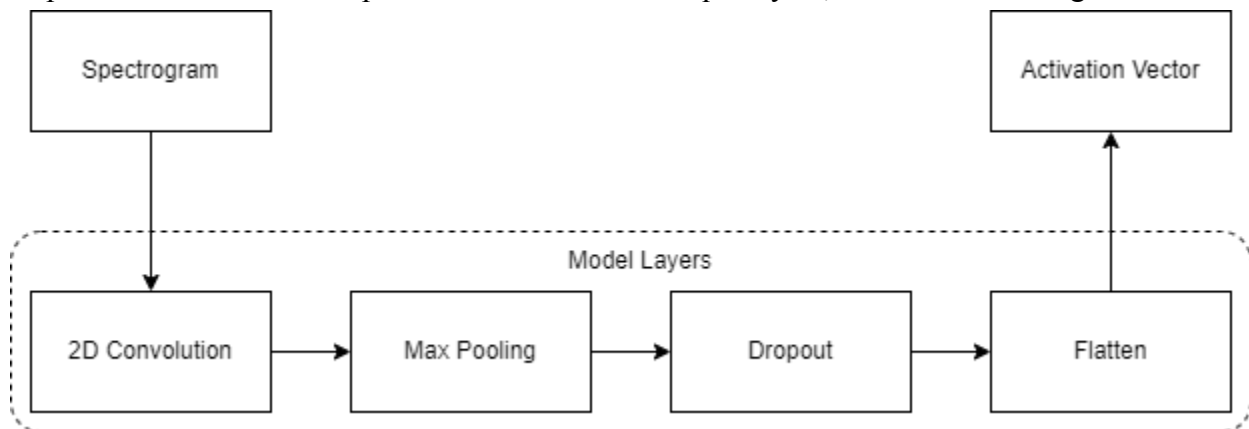 Spectrogram
Activation Vector
Model Layers
2D Convolution
Max Pooling
Dropout
Flatten